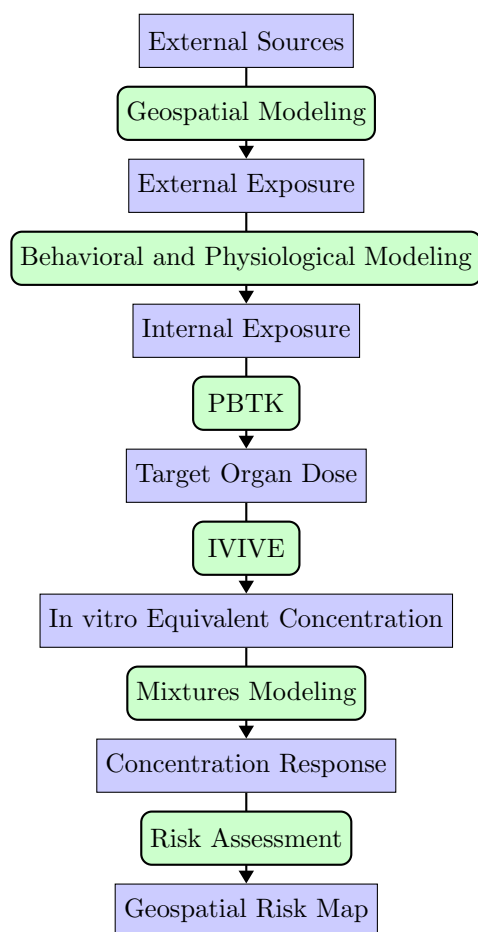 External Sources
Geospatial Modeling
External Exposure
Behavioral and Physiological Modeling
Internal Exposure
PBTK
Target Organ Dose
IVIVE
In vitro Equivalent Concentration
Mixtures Modeling
Concentration Response
Risk Assessment
Geospatial Risk Map